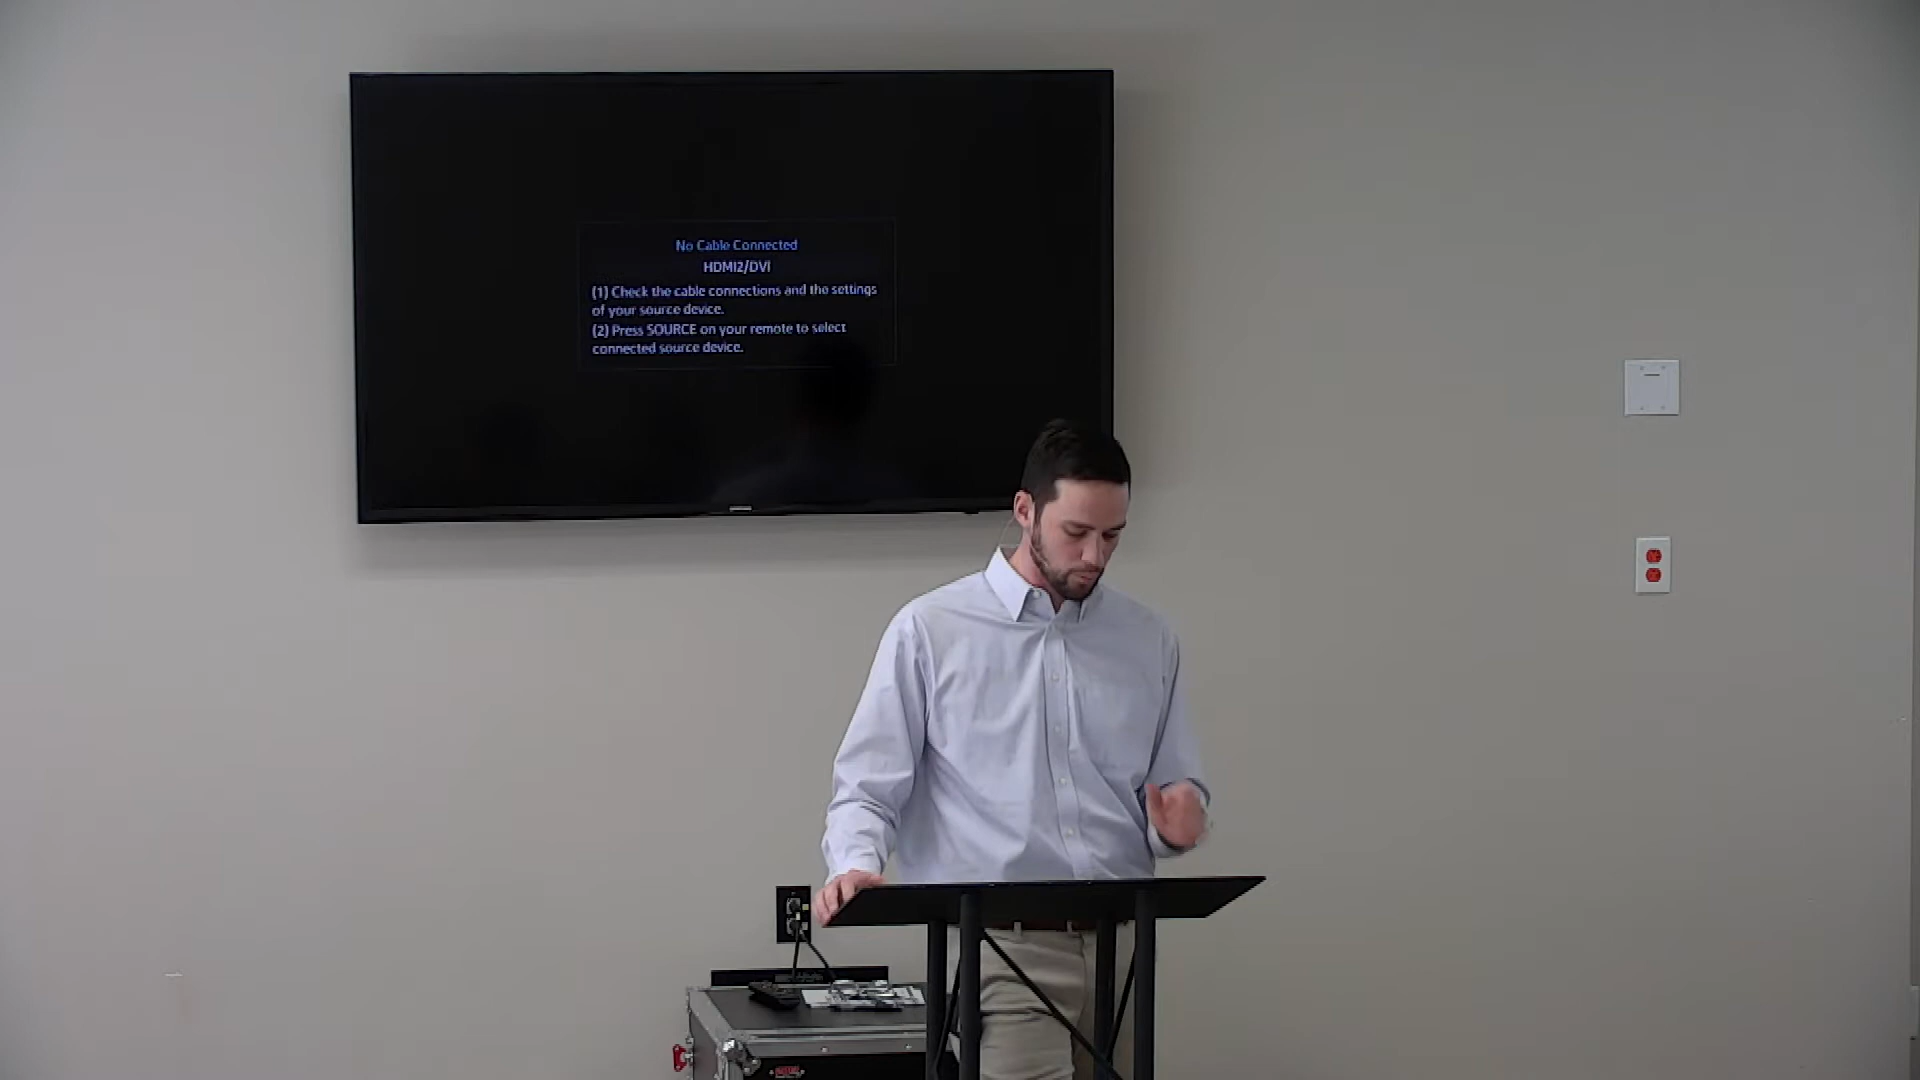 No Cable Connected
HDMI2/DVI
(1) Check the cable connections and the settings
of your source device.
(2) Press SOURCE on your remote to select
connected source device.